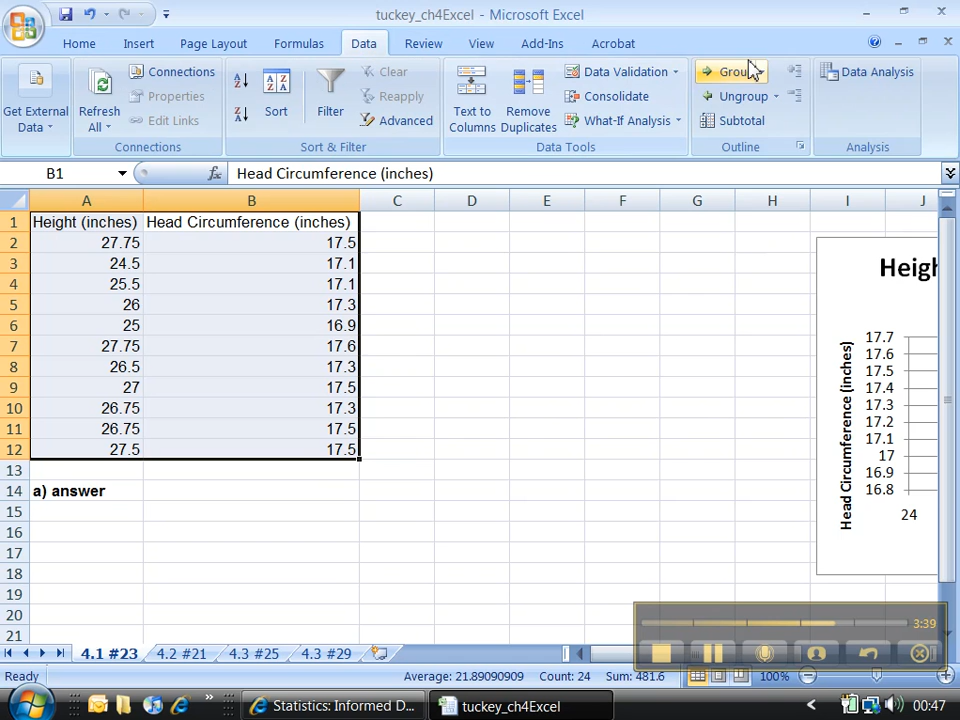 tuckey_ch4Excel - Microsoft Excel
Home Insert Page Layout Formulas Data Review View Add-Ins Acrobat
Get External Data
Refresh All
Connections
Properties
Edit Links
Connections
Sort
Filter
Clear
Reapply
Advanced
Sort & Filter
Text to Columns
Remove Duplicates
Data Validation
Consolidate
What-If Analysis
Data Tools
Group
Ungroup
Subtotal
Outline
Data Analysis
Analysis
B1 fx Head Circumference (inches)
A B C D E F G H I J
1 Height (inches) Head Circumference (inches)
2 27.75 17.5
3 24.5 17.1
4 25.5 17.1
5 26 17.3
6 25 16.9
7 27.75 17.6
8 26.5 17.3
9 27 17.5
10 26.75 17.3
11 26.75 17.5
12 27.5 17.5
13
14 a) answer
15
16
17
18
19
20
21
Head Circumference (inches)
17.7
17.6
17.5
17.4
17.3
17.2
17.1
17
16.9
16.8
24
3:39
4.1 #23 4.2 #21 4.3 #25 4.3 #29
Ready Average: 21.89090909 Count: 24 Sum: 481.6 100%
Statistics: Informed D... tuckey_ch4Excel 00:47